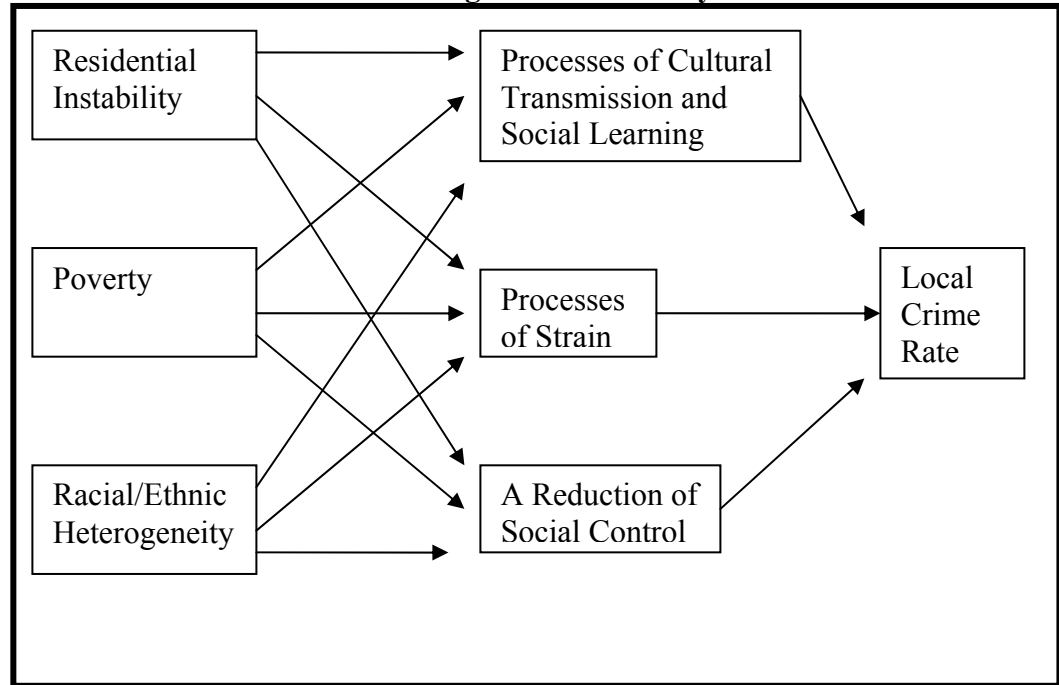 Residential
Instability
Processes of Cultural
Transmission and
Social Learning
Poverty
Processes
of Strain
Local
Crime
Rate
Racial/Ethnic
Heterogeneity
A Reduction of
Social Control